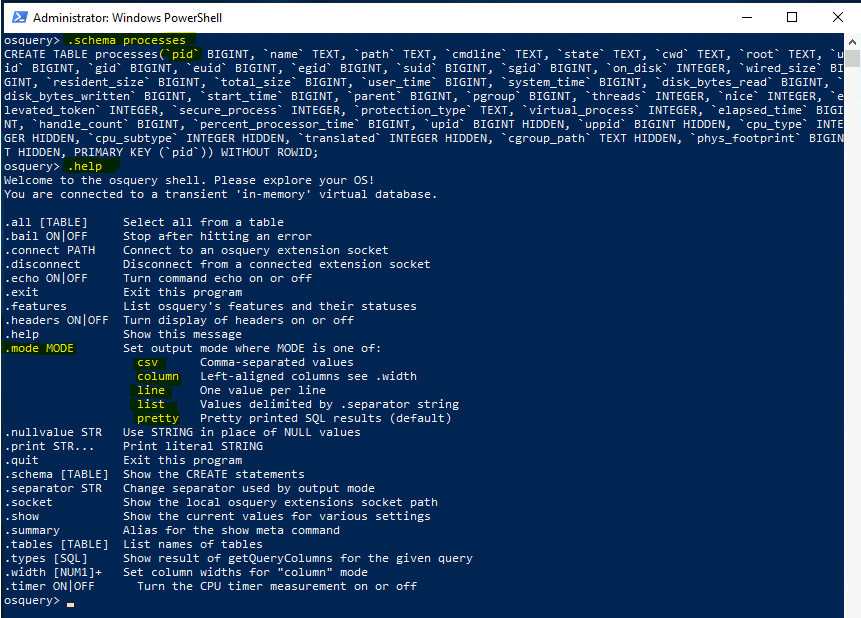 Administrator: Windows PowerShell
osquery> .schema processes
CREATE TABLE processes(`pid` BIGINT, `name` TEXT, `path` TEXT, `cmdline` TEXT, `state` TEXT, `cwd` TEXT, `root` TEXT, `u
id` BIGINT, `gid` BIGINT, `euid` BIGINT, `egid` BIGINT, `suid` BIGINT, `sgid` BIGINT, `on_disk` INTEGER, `wired_size` BI
GINT, `resident_size` BIGINT, `total_size` BIGINT, `user_time` BIGINT, `system_time` BIGINT, `disk_bytes_read` BIGINT, `
disk_bytes_written` BIGINT, `start_time` BIGINT, `parent` BIGINT, `pgroup` BIGINT, `threads` INTEGER, `nice` INTEGER, `e
levated_token` INTEGER, `secure_process` INTEGER, `protection_type` TEXT, `virtual_process` INTEGER, `elapsed_time` BIGI
NT, `handle_count` BIGINT, `percent_processor_time` BIGINT, `upid` BIGINT HIDDEN, `uppid` BIGINT HIDDEN, `cpu_type` INTE
GER HIDDEN, `cpu_subtype` INTEGER HIDDEN, `translated` INTEGER HIDDEN, `cgroup_path` TEXT HIDDEN, `phys_footprint` BIGIN
T HIDDEN, PRIMARY KEY (`pid`)) WITHOUT ROWID;
osquery> .help
Welcome to the osquery shell. Please explore your OS!
You are connected to a transient 'in-memory' virtual database.

.all [TABLE]     Select all from a table
.bail ON|OFF     Stop after hitting an error
.connect PATH    Connect to an osquery extension socket
.disconnect      Disconnect from a connected extension socket
.echo ON|OFF     Turn command echo on or off
.exit            Exit this program
.features        List osquery's features and their statuses
.headers ON|OFF  Turn display of headers on or off
.help            Show this message
.mode MODE       Set output mode where MODE is one of:
                   csv      Comma-separated values
                   column   Left-aligned columns see .width
                   line     One value per line
                   list     Values delimited by .separator string
                   pretty   Pretty printed SQL results (default)
.nullvalue STR   Use STRING in place of NULL values
.print STR...    Print literal STRING
.quit            Exit this program
.schema [TABLE]  Show the CREATE statements
.separator STR   Change separator used by output mode
.socket          Show the local osquery extensions socket path
.show            Show the current values for various settings
.summary         Alias for the show meta command
.tables [TABLE]  List names of tables
.types [SQL]     Show result of getQueryColumns for the given query
.width [NUM1]+   Set column widths for "column" mode
.timer ON|OFF      Turn the CPU timer measurement on or off
osquery> _